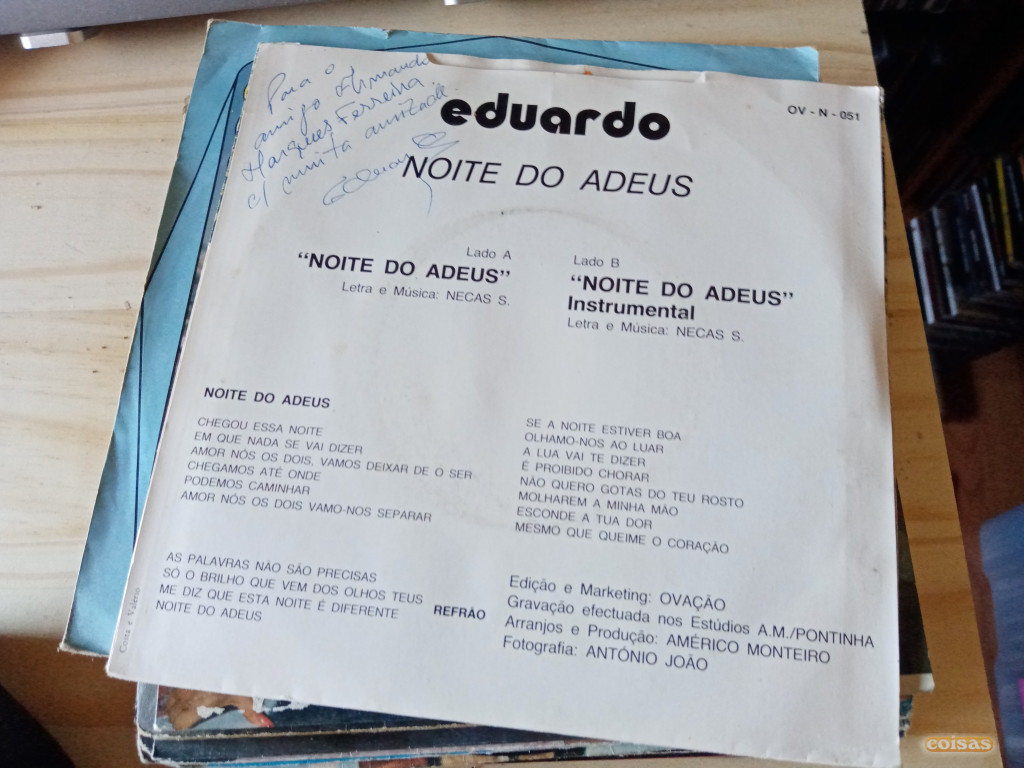 Para o
amigo Armando
Marques Ferreira
c/ muita amizade
Eduardo
eduardo
OV - N - 051
NOITE DO ADEUS
Lado A
“NOITE DO ADEUS”
Letra e Música: NECAS S.
Lado B
“NOITE DO ADEUS”
Instrumental
Letra e Música: NECAS S.
NOITE DO ADEUS
CHEGOU ESSA NOITE
EM QUE NADA SE VAI DIZER
AMOR NÓS OS DOIS, VAMOS DEIXAR DE O SER
CHEGAMOS ATÉ ONDE
PODEMOS CAMINHAR
AMOR NÓS OS DOIS VAMO-NOS SEPARAR
AS PALAVRAS NÃO SÃO PRECISAS
SÓ O BRILHO QUE VEM DOS OLHOS TEUS
ME DIZ QUE ESTA NOITE É DIFERENTE
NOITE DO ADEUS
REFRÃO
SE A NOITE ESTIVER BOA
OLHAMO-NOS AO LUAR
A LUA VAI TE DIZER
É PROIBIDO CHORAR
NÃO QUERO GOTAS DO TEU ROSTO
MOLHAREM A MINHA MÃO
ESCONDE A TUA DOR
MESMO QUE QUEIME O CORAÇÃO
Edição e Marketing: OVAÇÃO
Gravação efectuada nos Estúdios A.M./PONTINHA
Arranjos e Produção: AMÉRICO MONTEIRO
Fotografia: ANTÓNIO JOÃO
Costa e Valério
coisas